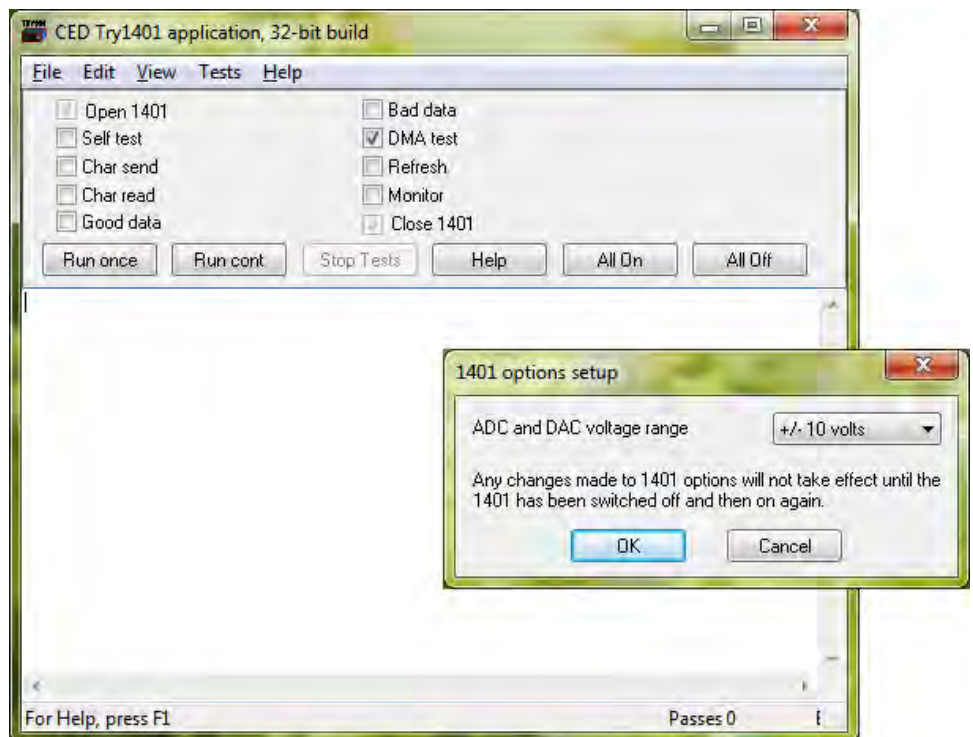 CED Try1401 application, 32-bit build
File Edit View Tests Help
Open 1401
Self test
Char send
Char read
Good data
Bad data
DMA test
Refresh
Monitor
Close 1401
Run once Run cont Stop Tests Help All On All Off
1401 options setup
ADC and DAC voltage range +/- 10 volts
Any changes made to 1401 options will not take effect until the
1401 has been switched off and then on again.
OK Cancel
For Help, press F1 Passes 0